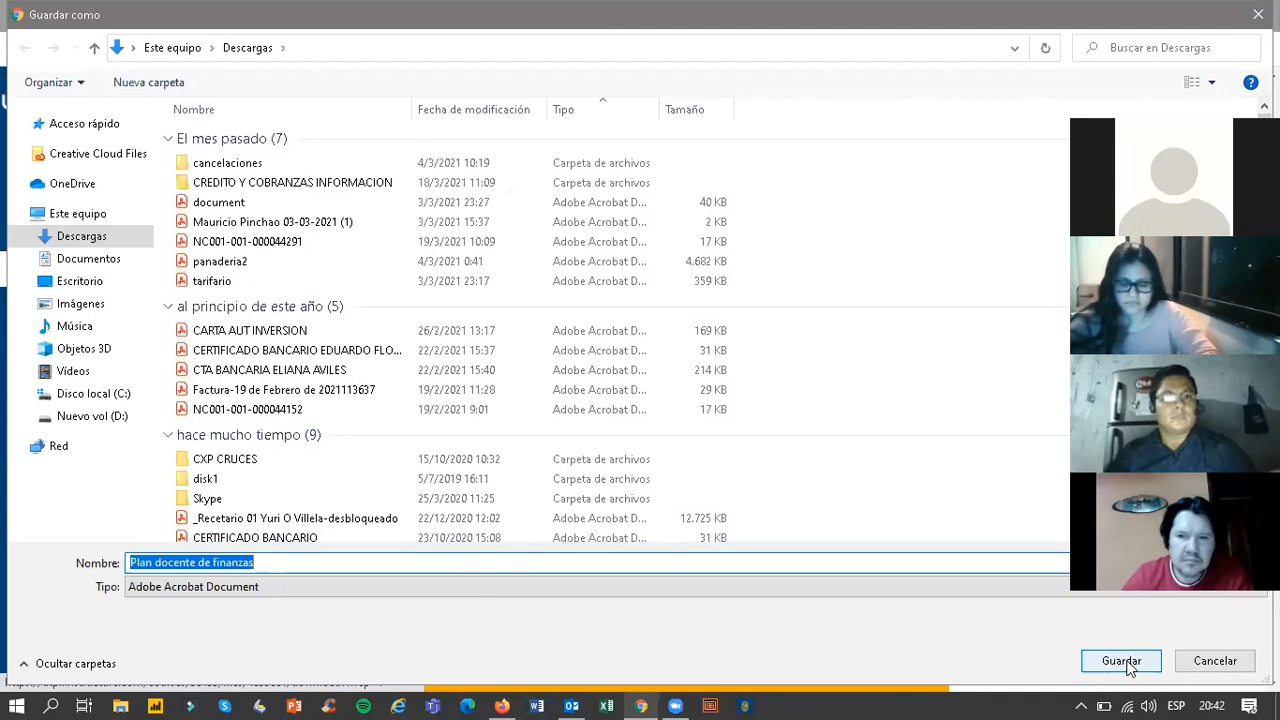 Guardar como
Este equipo > Descargas >
Buscar en Descargas
Organizar
Nueva carpeta
Nombre Fecha de modificación Tipo Tamaño
Acceso rápido
Creative Cloud Files
OneDrive
Este equipo
Descargas
Documentos
Escritorio
Imágenes
Música
Objetos 3D
Vídeos
Disco local (C:)
Nuevo vol (D:)
Red
El mes pasado (7)
cancelaciones 4/3/2021 10:19 Carpeta de archivos
CREDITO Y COBRANZAS INFORMACION 18/3/2021 11:09 Carpeta de archivos
document 3/3/2021 23:27 Adobe Acrobat D... 40 KB
Mauricio Pinchao 03-03-2021 (1) 3/3/2021 15:37 Adobe Acrobat D... 2 KB
NC001-001-000044291 19/3/2021 10:09 Adobe Acrobat D... 17 KB
panaderia2 4/3/2021 0:41 Adobe Acrobat D... 4.682 KB
tarifario 3/3/2021 23:17 Adobe Acrobat D... 359 KB
al principio de este año (5)
CARTA AUT INVERSION 26/2/2021 13:17 Adobe Acrobat D... 169 KB
CERTIFICADO BANCARIO EDUARDO FLO... 22/2/2021 15:37 Adobe Acrobat D... 31 KB
CTA BANCARIA ELIANA AVILES 22/2/2021 15:40 Adobe Acrobat D... 214 KB
Factura-19 de Febrero de 2021113637 19/2/2021 11:28 Adobe Acrobat D... 29 KB
NC001-001-000044152 19/2/2021 9:01 Adobe Acrobat D... 17 KB
hace mucho tiempo (9)
CXP CRUCES 15/10/2020 10:32 Carpeta de archivos
disk1 5/7/2019 16:11 Carpeta de archivos
Skype 25/3/2020 11:25 Carpeta de archivos
_Recetario 01 Yuri O Villela-desbloqueado 22/12/2020 12:02 Adobe Acrobat D... 12.725 KB
CERTIFICADO BANCARIO 23/10/2020 15:08 Adobe Acrobat D... 31 KB
Nombre: Plan docente de finanzas
Tipo: Adobe Acrobat Document
Ocultar carpetas
Guardar
Cancelar
ESP 20:42